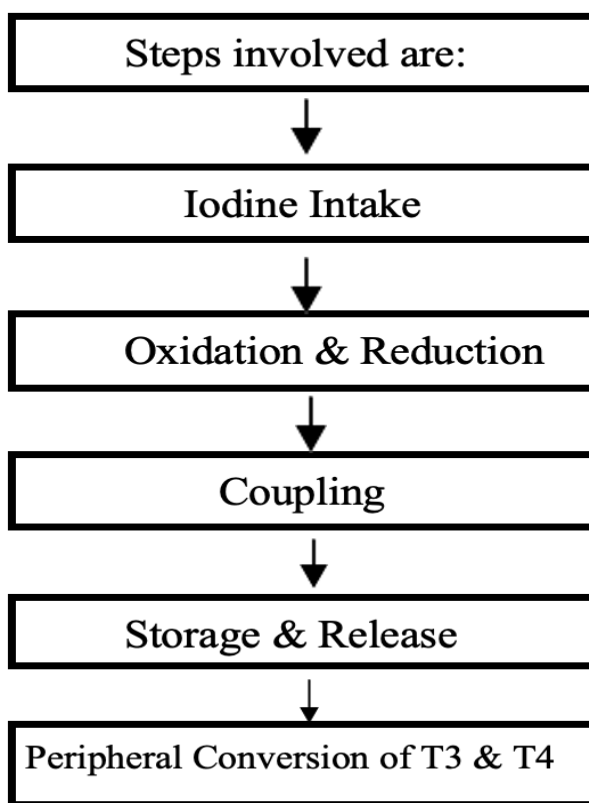 Steps involved are:
Iodine Intake
Oxidation & Reduction
Coupling
Storage & Release
Peripheral Conversion of T3 & T4